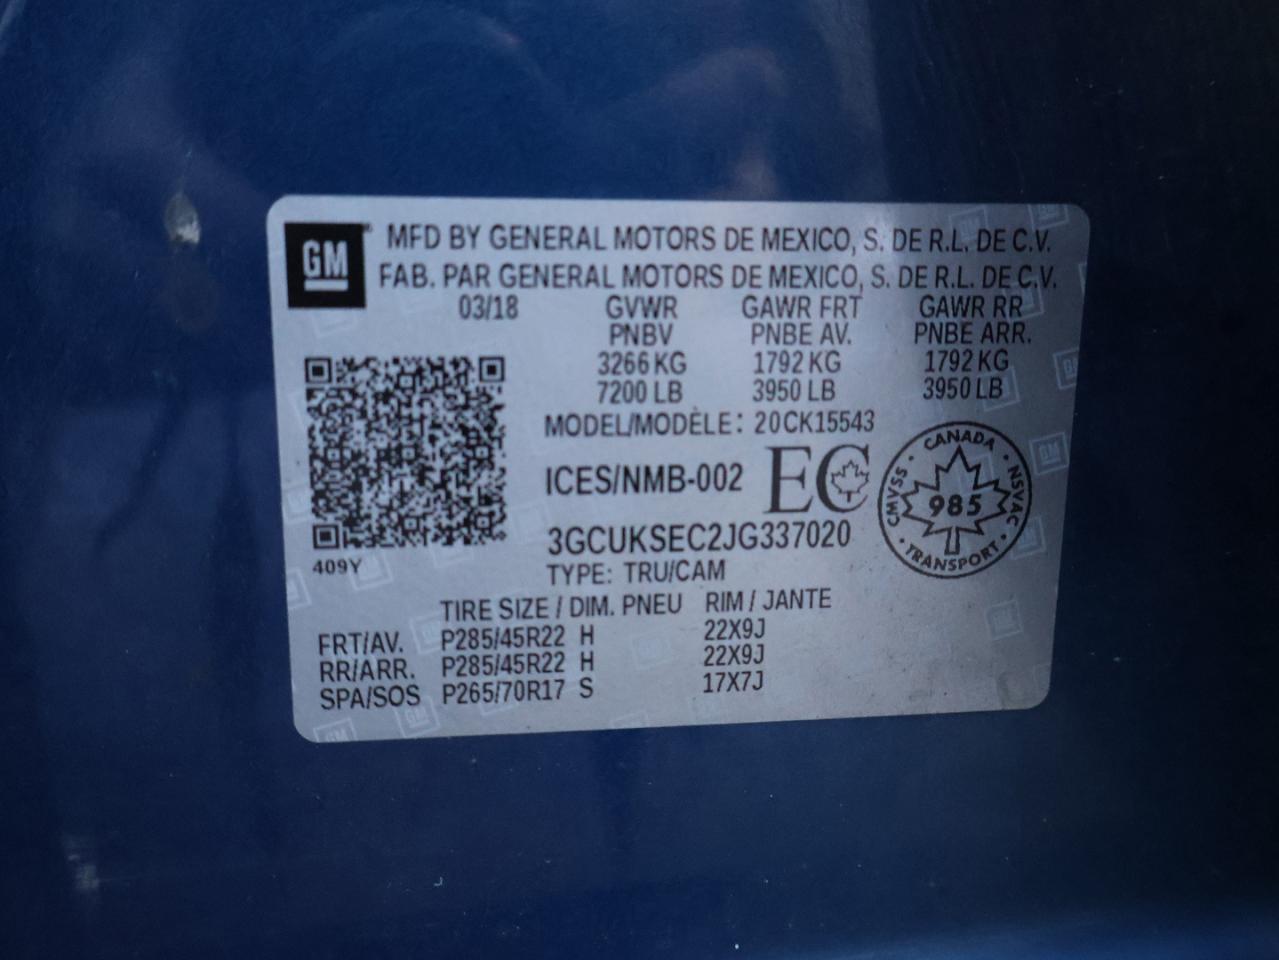 GM
MFD BY GENERAL MOTORS DE MEXICO, S. DE R.L. DE C.V.
FAB. PAR GENERAL MOTORS DE MEXICO, S. DE R.L. DE C.V.
03/18 GVWR GAWR FRT GAWR RR
PNBV PNBE AV. PNBE ARR.
3266 KG 1792 KG 1792 KG
7200 LB 3950 LB 3950 LB
MODEL/MODÈLE: 20CK15543
ICES/NMB-002 EC
CANADA
CMVSS · 985 · NSVAC
TRANSPORT
3GCUKSEC2JG337020
409Y
TYPE: TRU/CAM
TIRE SIZE / DIM. PNEU RIM / JANTE
FRT/AV. P285/45R22 H 22X9J
RR/ARR. P285/45R22 H 22X9J
SPA/SOS P265/70R17 S 17X7J